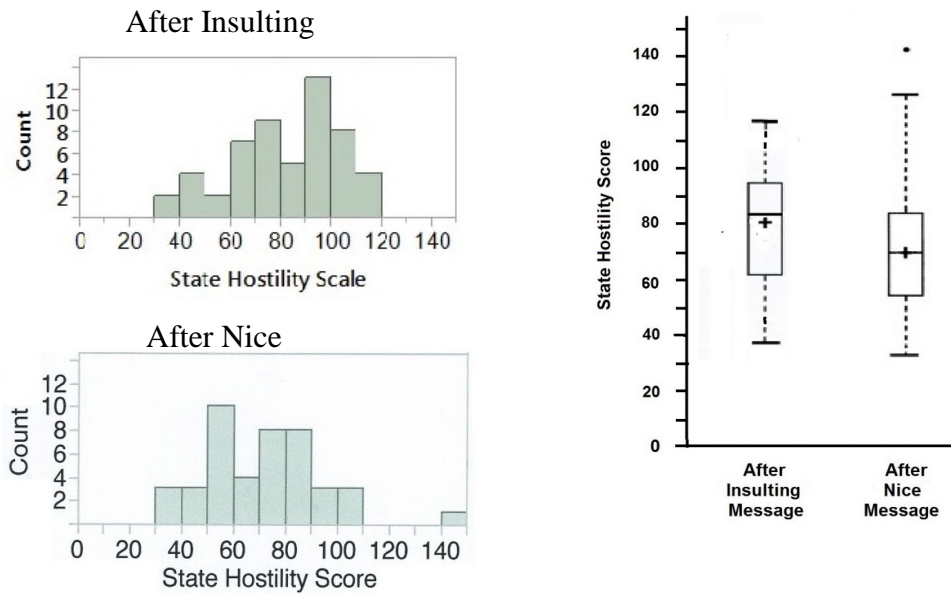 After Insulting
Count
12
10
8
6
4
2
0 20 40 60 80 100 120 140
State Hostility Scale
After Nice
Count
12
10
8
6
4
2
0 20 40 60 80 100 120 140
State Hostility Score
State Hostility Score
140
120
100
80
60
40
20
0
After
Insulting
Message
After
Nice
Message